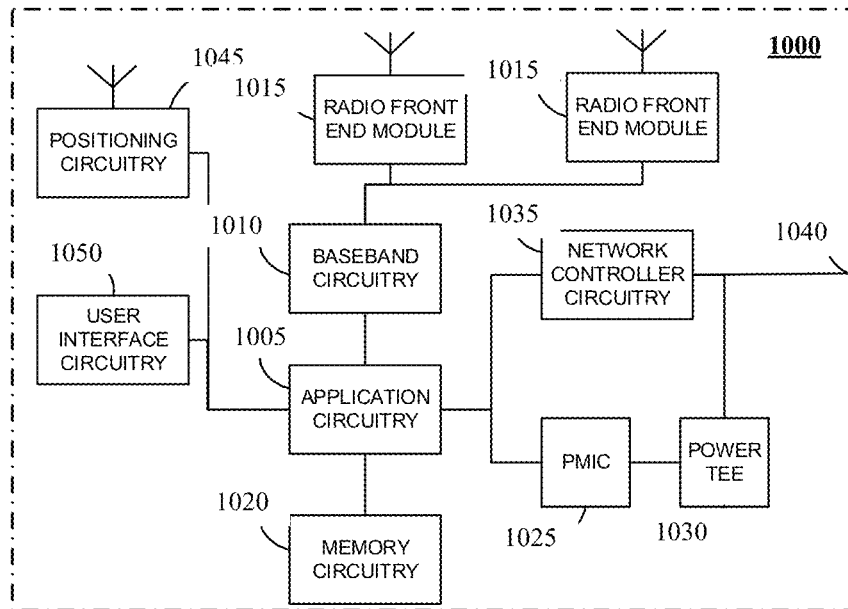 1000
1045
1015
1015
POSITIONING
CIRCUITRY
RADIO FRONT
END MODULE
RADIO FRONT
END MODULE
1010
BASEBAND
CIRCUITRY
1035
NETWORK
CONTROLLER
CIRCUITRY
1040
1050
USER
INTERFACE
CIRCUITRY
1005
APPLICATION
CIRCUITRY
PMIC
1025
POWER
TEE
1030
1020
MEMORY
CIRCUITRY